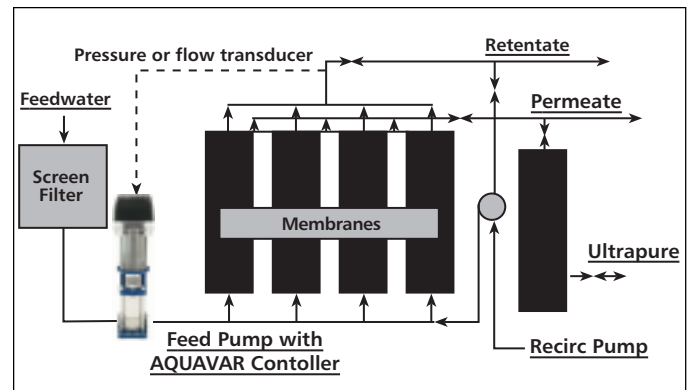 Pressure or flow transducer
Retentate
Feedwater
Permeate
Screen
Filter
Membranes
Ultrapure
Feed Pump with
AQUAVAR Contoller
Recirc Pump